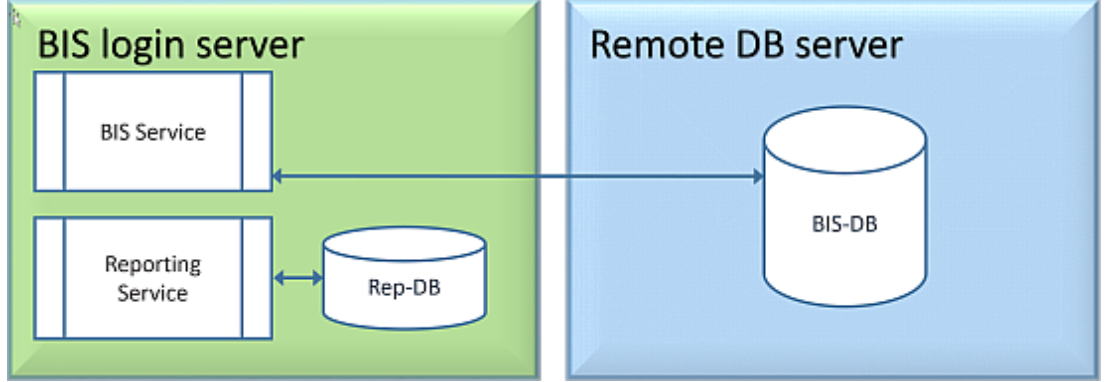 BIS login server
Remote DB server
BIS Service
BIS-DB
Reporting
Service
Rep-DB